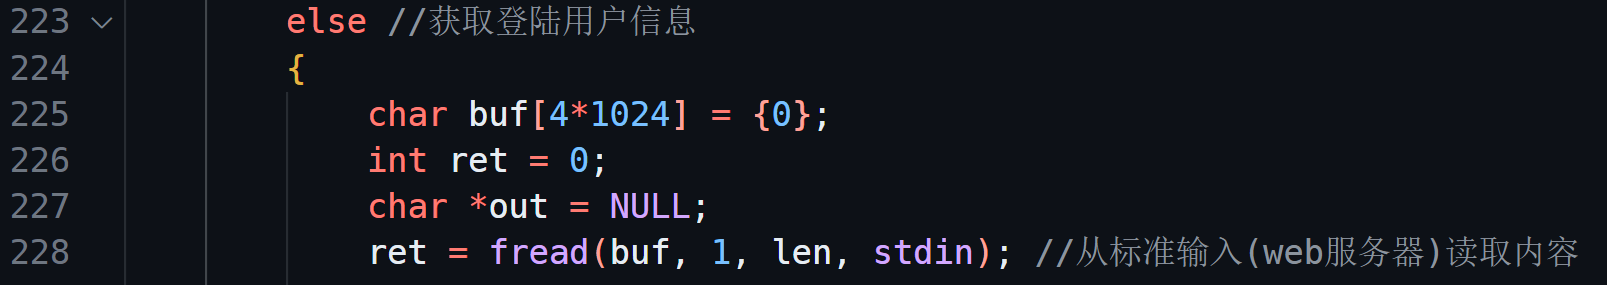 223 else //获取登陆用户信息
224 {
225 char buf[4*1024] = {0};
226 int ret = 0;
227 char *out = NULL;
228 ret = fread(buf, 1, len, stdin); //从标准输入(web服务器)读取内容